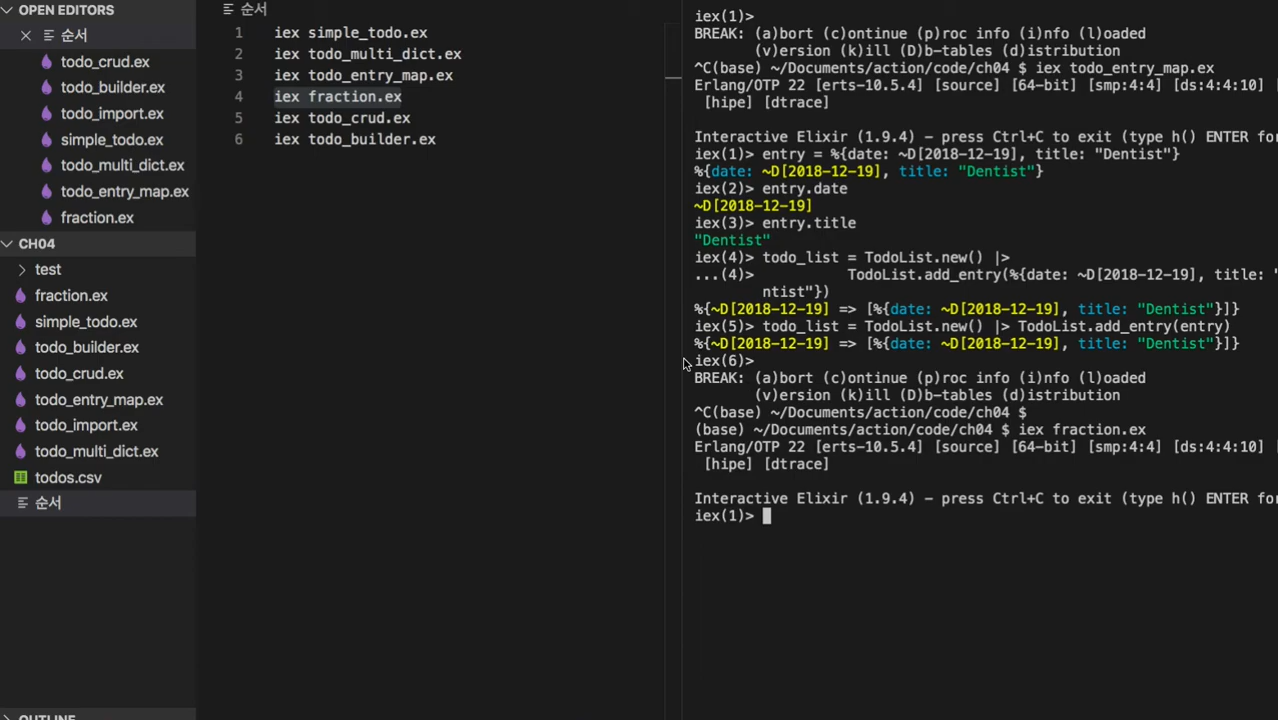 OPEN EDITORS
순서
todo_crud.ex
todo_builder.ex
todo_import.ex
simple_todo.ex
todo_multi_dict.ex
todo_entry_map.ex
fraction.ex
CH04
test
fraction.ex
simple_todo.ex
todo_builder.ex
todo_crud.ex
todo_entry_map.ex
todo_import.ex
todo_multi_dict.ex
todos.csv
순서
OUTLINE
순서
1 iex simple_todo.ex
2 iex todo_multi_dict.ex
3 iex todo_entry_map.ex
4 iex fraction.ex
5 iex todo_crud.ex
6 iex todo_builder.ex
iex(1)>
BREAK: (a)bort (c)ontinue (p)roc info (i)nfo (l)oaded
(v)ersion (k)ill (D)b-tables (d)istribution
^C(base) ~/Documents/action/code/ch04 $ iex todo_entry_map.ex
Erlang/OTP 22 [erts-10.5.4] [source] [64-bit] [smp:4:4] [ds:4:4:10]
[hipe] [dtrace]
Interactive Elixir (1.9.4) - press Ctrl+C to exit (type h() ENTER for
iex(1)> entry = %{date: ~D[2018-12-19], title: "Dentist"}
%{date: ~D[2018-12-19], title: "Dentist"}
iex(2)> entry.date
~D[2018-12-19]
iex(3)> entry.title
"Dentist"
iex(4)> todo_list = TodoList.new() |>
...(4)> TodoList.add_entry(%{date: ~D[2018-12-19], title: "
ntist"})
%{~D[2018-12-19] => [%{date: ~D[2018-12-19], title: "Dentist"}]}
iex(5)> todo_list = TodoList.new() |> TodoList.add_entry(entry)
%{~D[2018-12-19] => [%{date: ~D[2018-12-19], title: "Dentist"}]}
iex(6)>
BREAK: (a)bort (c)ontinue (p)roc info (i)nfo (l)oaded
(v)ersion (k)ill (D)b-tables (d)istribution
^C(base) ~/Documents/action/code/ch04 $
(base) ~/Documents/action/code/ch04 $ iex fraction.ex
Erlang/OTP 22 [erts-10.5.4] [source] [64-bit] [smp:4:4] [ds:4:4:10]
[hipe] [dtrace]
Interactive Elixir (1.9.4) - press Ctrl+C to exit (type h() ENTER for
iex(1)>